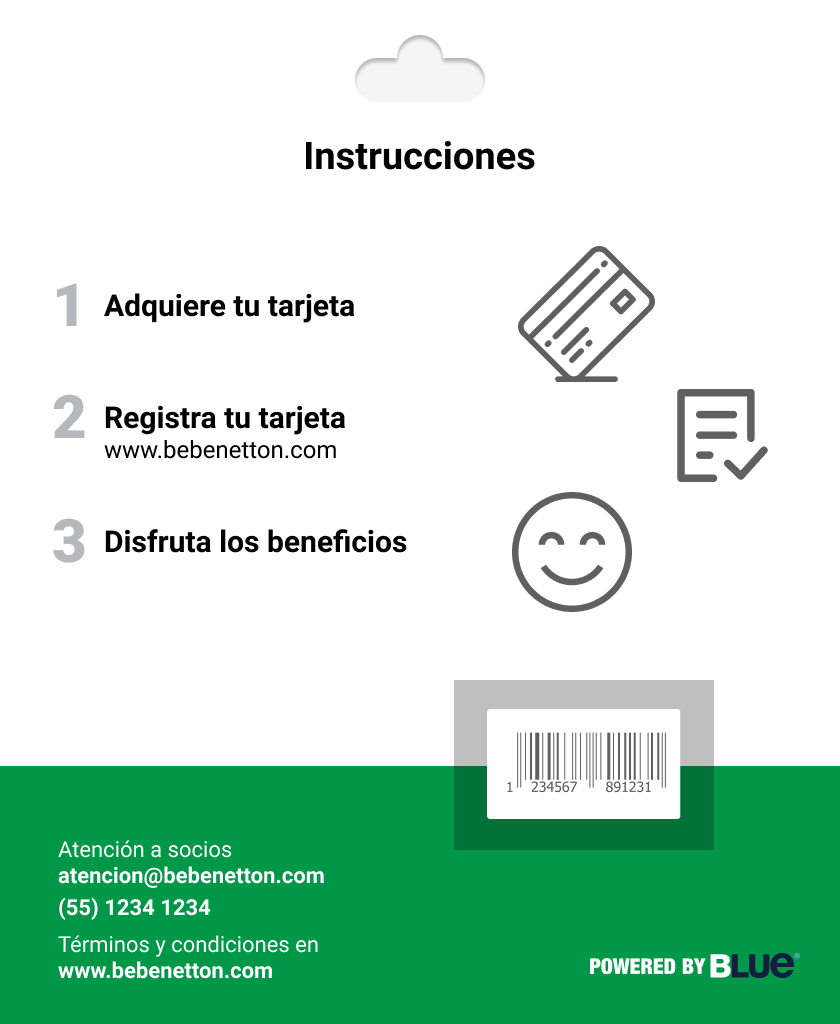 Instrucciones
1 Adquiere tu tarjeta
2 Registra tu tarjeta
www.bebenetton.com
3 Disfruta los beneficios
1 234567 891231
Atención a socios
atencion@bebenetton.com
(55) 1234 1234
Términos y condiciones en
www.bebenetton.com
POWERED BY BLUe®